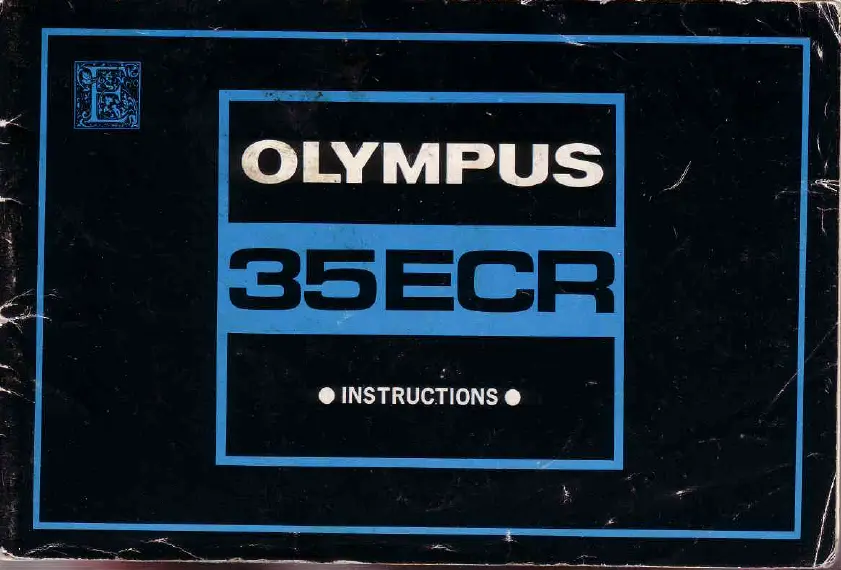 E
OLYMPUS
35ECR
● INSTRUCTIONS ●